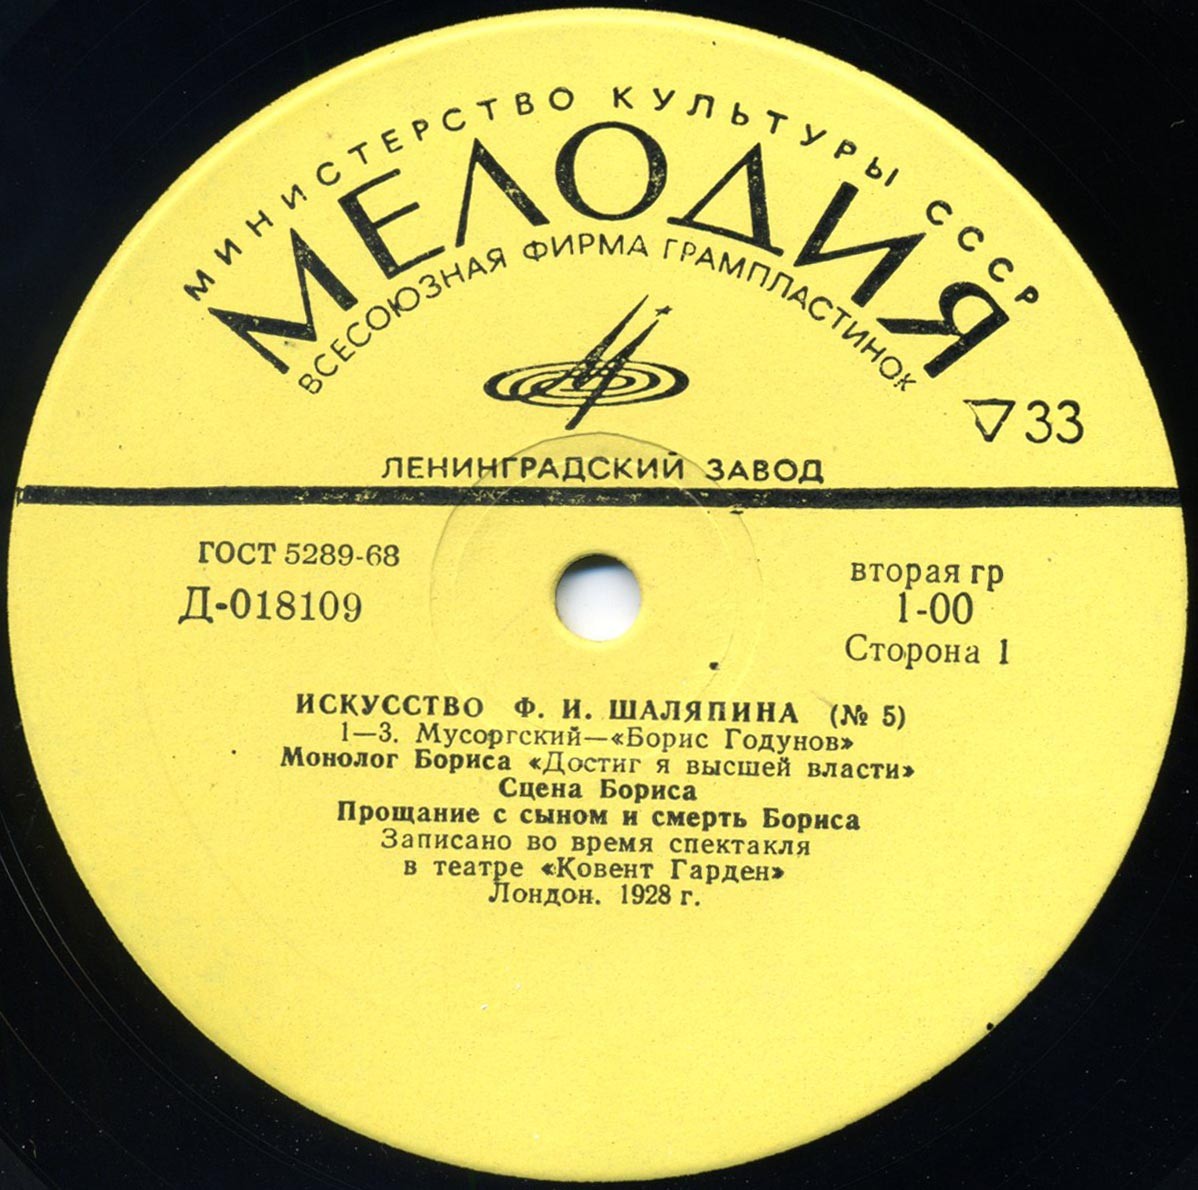 МИНИСТЕРСТВО КУЛЬТУРЫ СССР
МЕЛОДИЯ
ВСЕСОЮЗНАЯ ФИРМА ГРАМПЛАСТИНОК
33
ЛЕНИНГРАДСКИЙ ЗАВОД
ГОСТ 5289-68
Д-018109
вторая гр
1-00
Сторона 1
ИСКУССТВО Ф. И. ШАЛЯПИНА (№ 5)
1—3. Мусоргский—«Борис Годунов»
Монолог Бориса «Достиг я высшей власти»
Сцена Бориса
Прощание с сыном и смерть Бориса
Записано во время спектакля
в театре «Ковент Гарден»
Лондон. 1928 г.